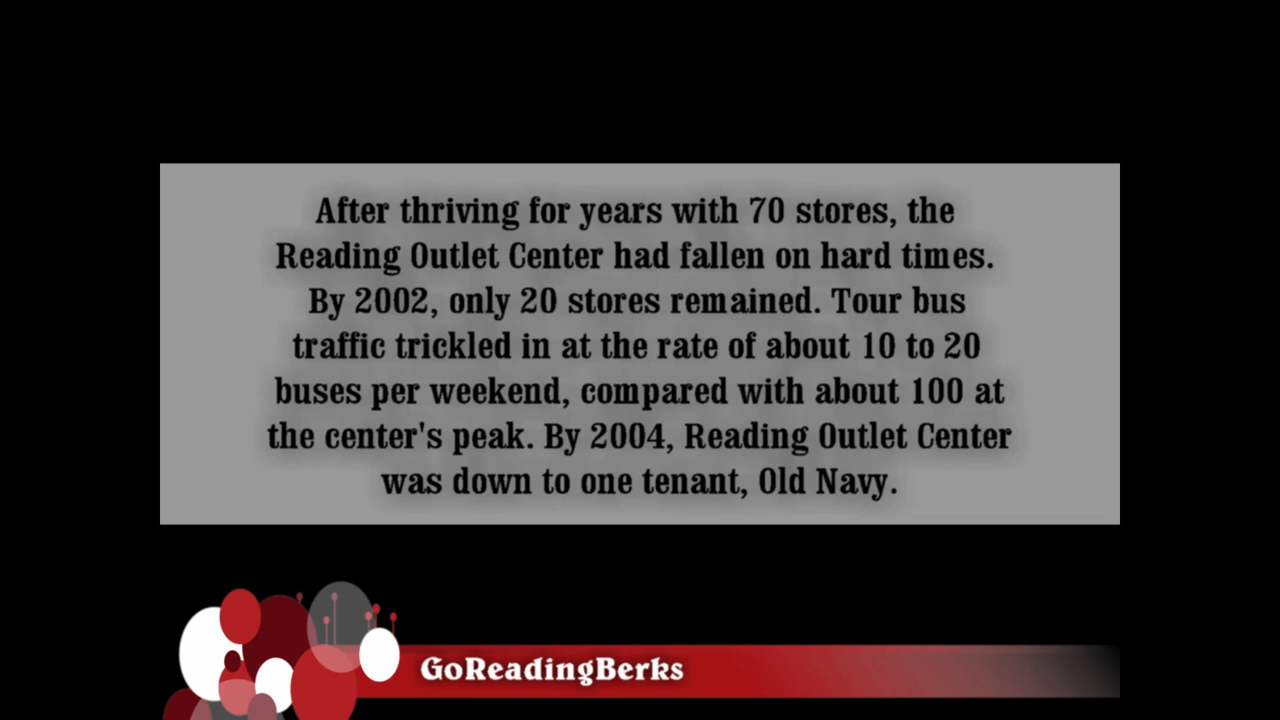 After thriving for years with 70 stores, the
Reading Outlet Center had fallen on hard times.
By 2002, only 20 stores remained. Tour bus
traffic trickled in at the rate of about 10 to 20
buses per weekend, compared with about 100 at
the center's peak. By 2004, Reading Outlet Center
was down to one tenant, Old Navy.
GoReadingBerks